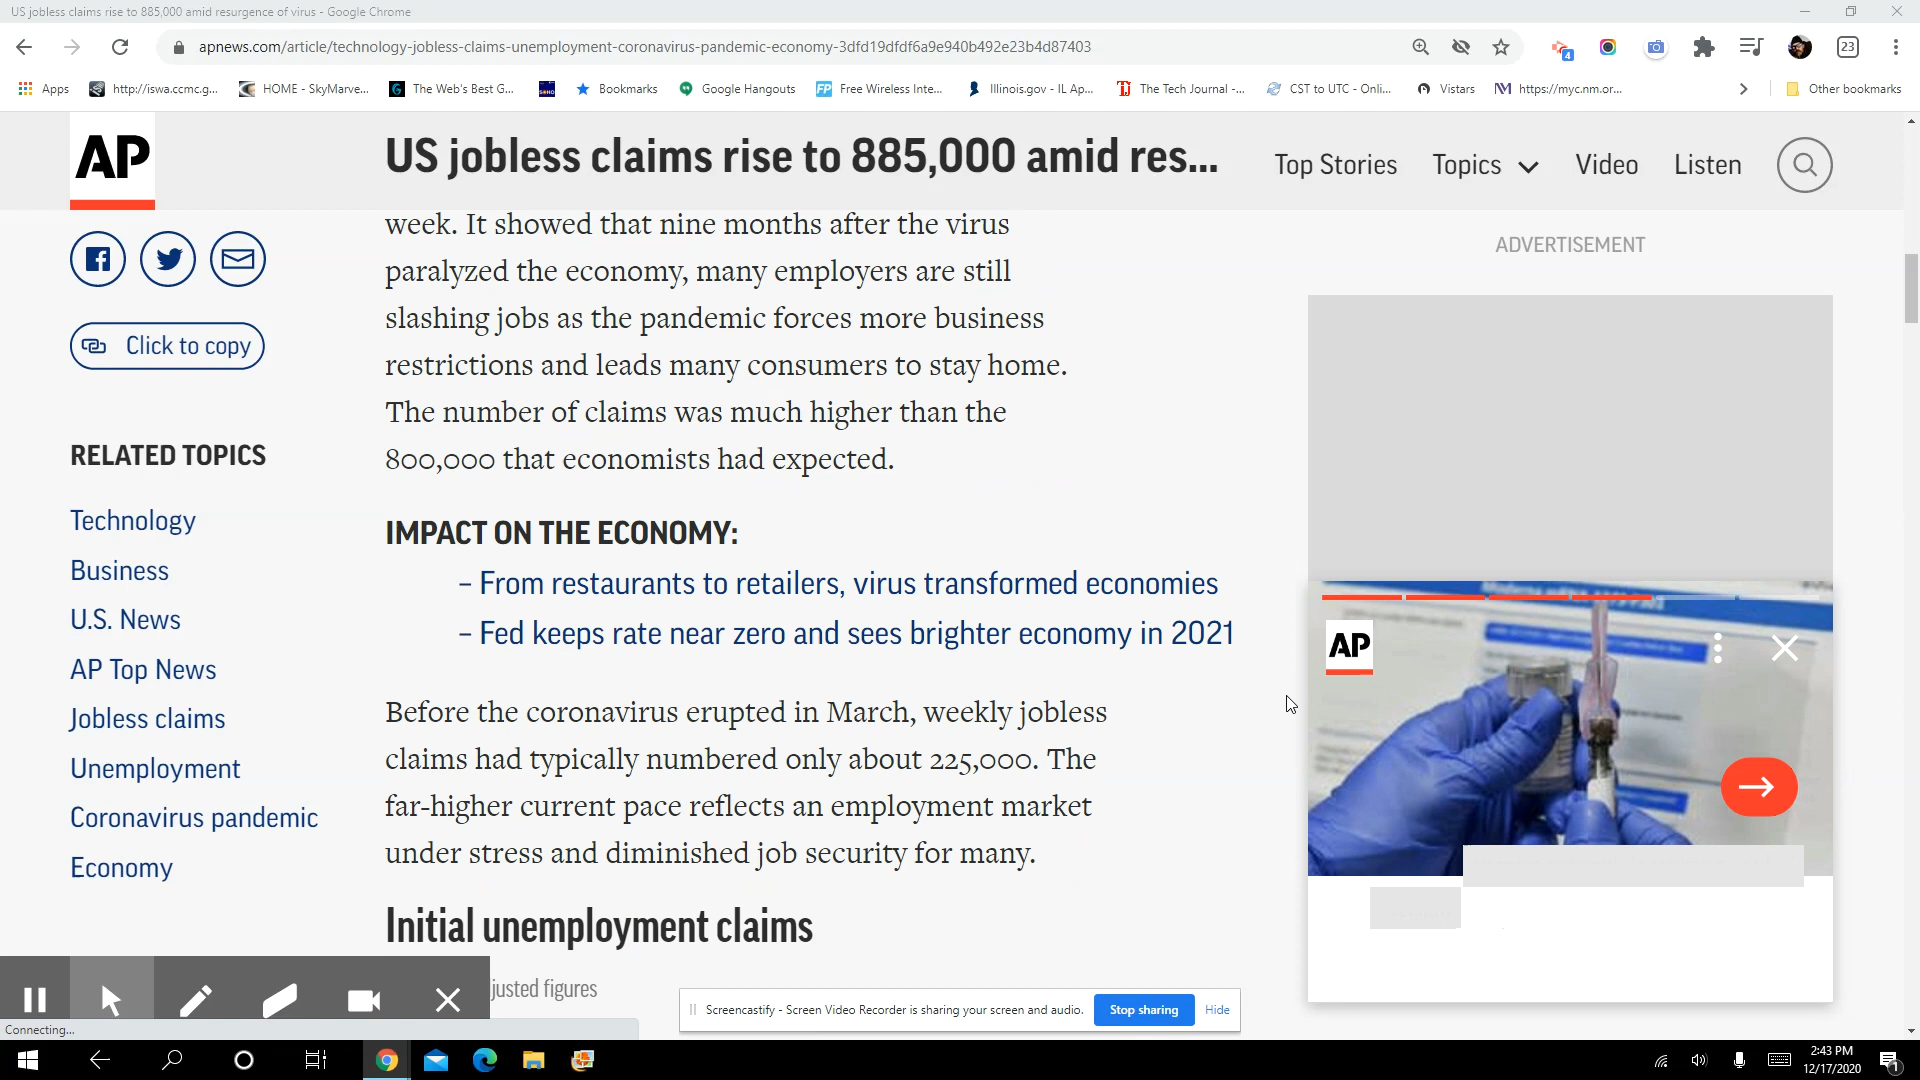 US jobless claims rise to 885,000 amid resurgence of virus - Google Chrome
apnews.com/article/technology-jobless-claims-unemployment-coronavirus-pandemic-economy-3dfd19dfdf6a9e940b492e23b4d87403
4
23
Apps
http://iswa.ccmc.g...
HOME - SkyMarve...
The Web's Best G...
SOHO
Bookmarks
Google Hangouts
Free Wireless Inte...
Illinois.gov - IL Ap...
The Tech Journal -...
CST to UTC - Onli...
Vistars
https://myc.nm.or...
Other bookmarks
AP
US jobless claims rise to 885,000 amid res...
Top Stories
Topics
Video
Listen
Click to copy
RELATED TOPICS
Technology
Business
U.S. News
AP Top News
Jobless claims
Unemployment
Coronavirus pandemic
Economy
week. It showed that nine months after the virus
paralyzed the economy, many employers are still
slashing jobs as the pandemic forces more business
restrictions and leads many consumers to stay home.
The number of claims was much higher than the
800,000 that economists had expected.
IMPACT ON THE ECONOMY:
– From restaurants to retailers, virus transformed economies
– Fed keeps rate near zero and sees brighter economy in 2021
Before the coronavirus erupted in March, weekly jobless
claims had typically numbered only about 225,000. The
far-higher current pace reflects an employment market
under stress and diminished job security for many.
Initial unemployment claims
justed figures
ADVERTISEMENT
AP
Screencastify - Screen Video Recorder is sharing your screen and audio.
Stop sharing
Hide
Connecting...
2:43 PM
12/17/2020
1